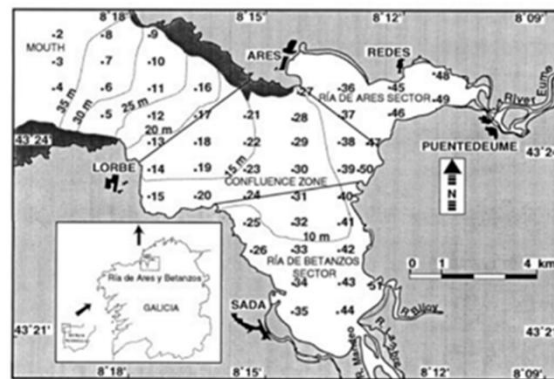 8°18' 8°15' 8°12' 8°09'
MOUTH
ARES
REDES
2 8 9
3 7 10
4 6 11 16
5 12 17
13 18
14 19
15 20
21 27 28 36 45 48
22 29 37 46 49
23 30 38 47
24 31 39 50
25 32 40
26 33 41
34 42
35 43 51
44
35 m
30 m
25 m
20 m
15 m
10 m
RÍA DE ARES SECTOR
River Eume
PUENTEDEUME
43°24' 43°24'
LORBE
CONFLUENCE ZONE
N
RÍA DE BETANZOS
SECTOR
Ría de Ares y Betanzos
GALICIA
0 4 km
SADA
43°21' 43°21'
8°18' 8°15' 8°12' 8°09'